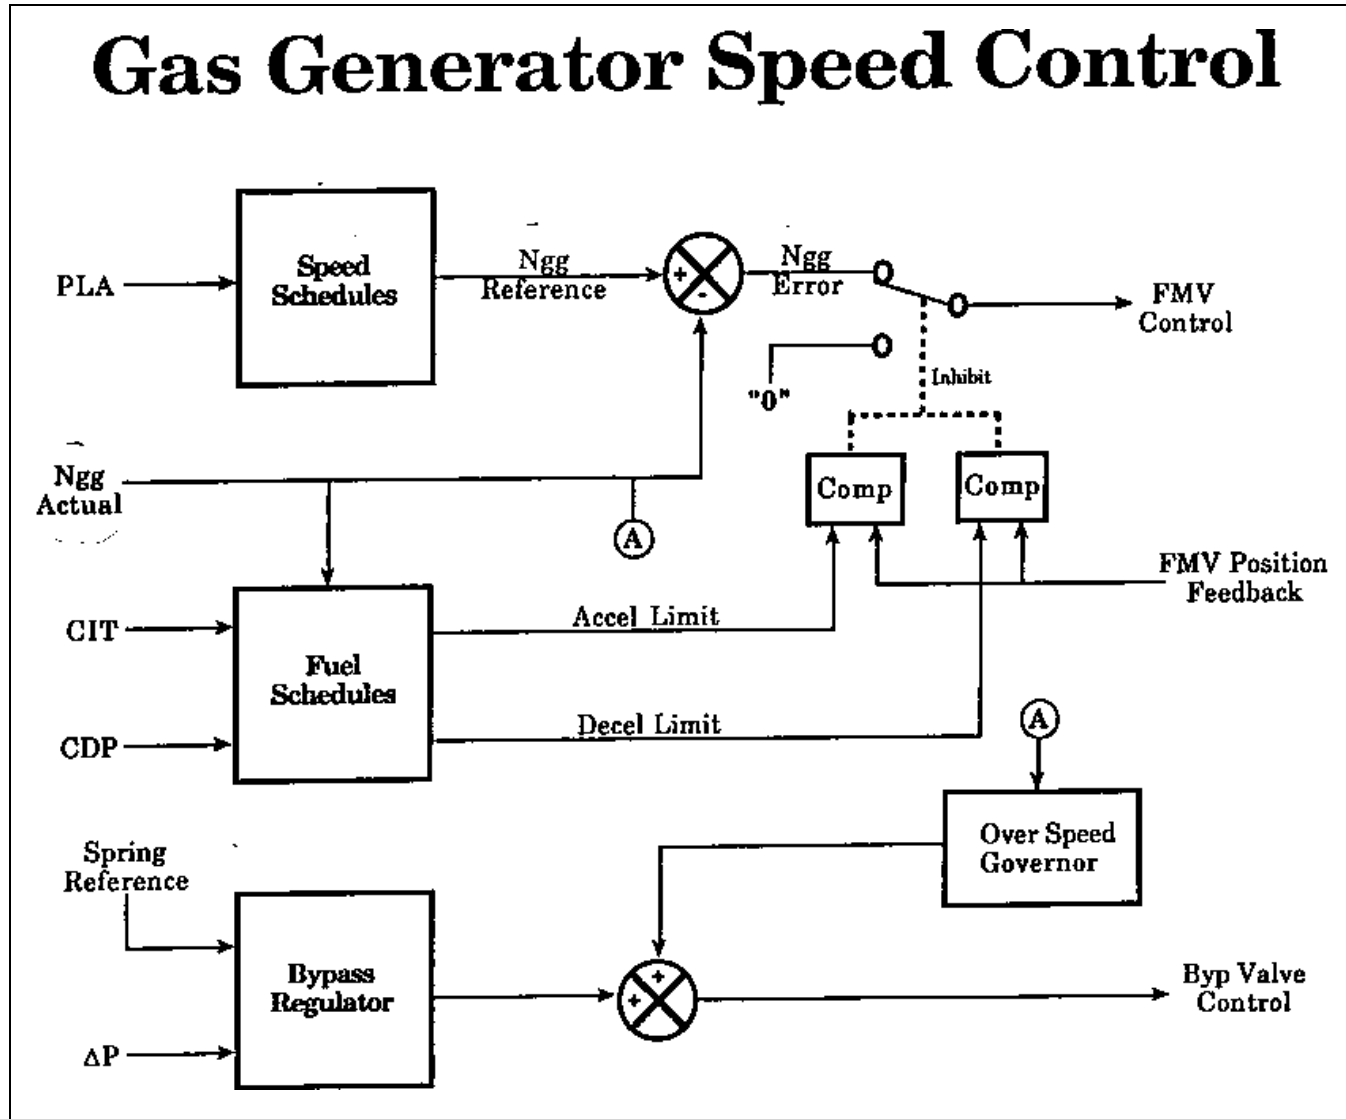 Gas Generator Speed Control
PLA
Speed
Schedules
Ngg
Reference
+
-
Ngg
Error
FMV
Control
"0"
Inhibit
Ngg
Actual
A
Comp
Comp
FMV Position
Feedback
CIT
CDP
Fuel
Schedules
Accel Limit
Decel Limit
A
Over Speed
Governor
Spring
Reference
ΔP
Bypass
Regulator
+
+
Byp Valve
Control